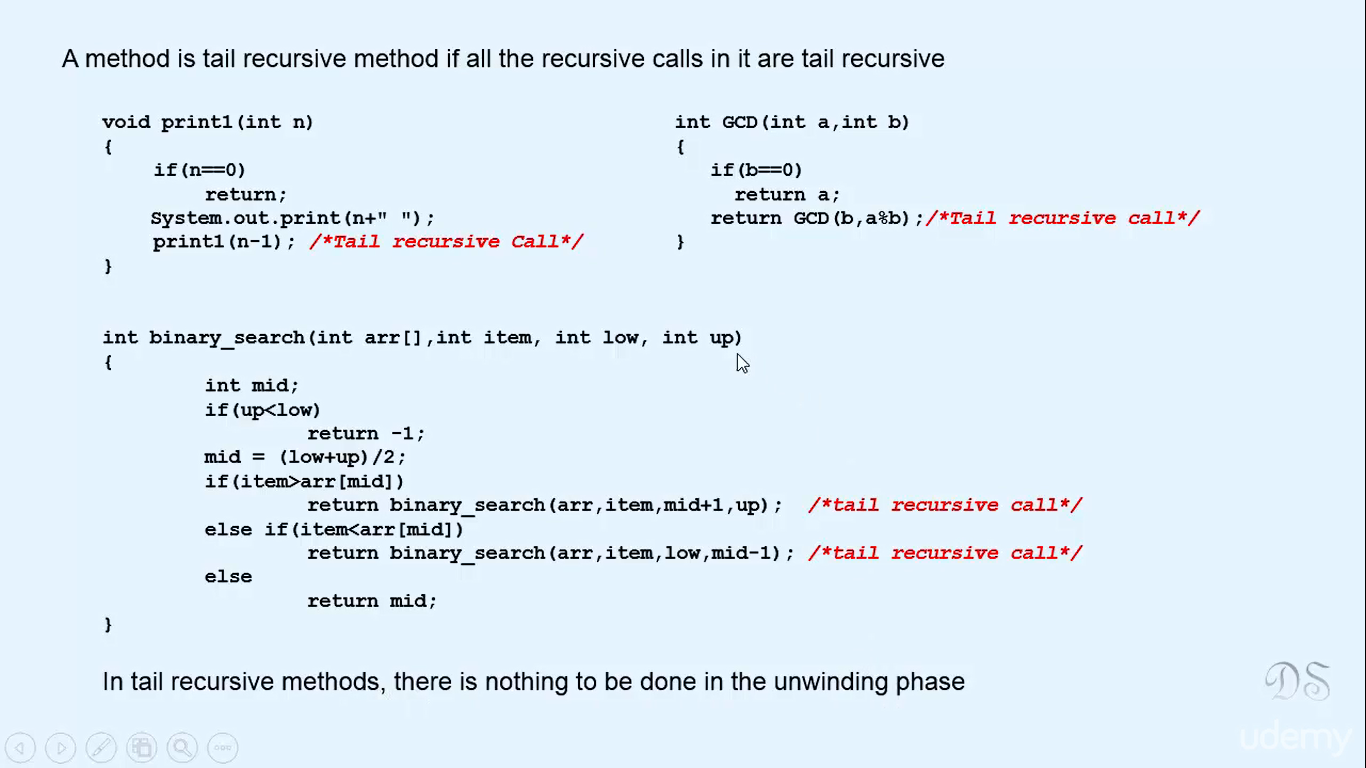 A method is tail recursive method if all the recursive calls in it are tail recursive
void print1(int n)
{
if(n==0)
return;
System.out.print(n+" ");
print1(n-1); /*Tail recursive Call*/
}
int GCD(int a,int b)
{
if(b==0)
return a;
return GCD(b,a%b);/*Tail recursive call*/
}
int binary_search(int arr[],int item, int low, int up)
{
int mid;
if(up<low)
return -1;
mid = (low+up)/2;
if(item>arr[mid])
return binary_search(arr,item,mid+1,up); /*tail recursive call*/
else if(item<arr[mid])
return binary_search(arr,item,low,mid-1); /*tail recursive call*/
else
return mid;
}
In tail recursive methods, there is nothing to be done in the unwinding phase
DS
udemy